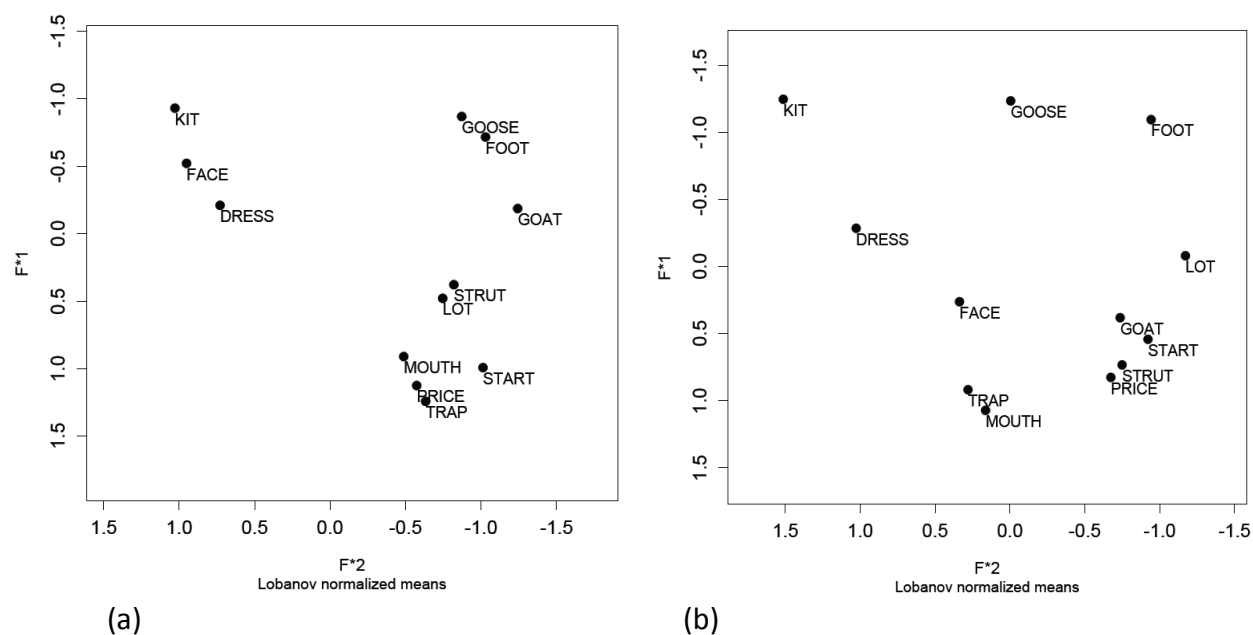 -1.5
-1.0
-0.5
0.0
0.5
1.0
1.5
F*1
KIT
GOOSE
FOOT
FACE
DRESS
GOAT
STRUT
LOT
MOUTH
START
PRICE
TRAP
1.5 1.0 0.5 0.0 -0.5 -1.0 -1.5
F*2
Lobanov normalized means
(a)
-1.5
-1.0
-0.5
0.0
0.5
1.0
1.5
F*1
KIT
GOOSE
FOOT
DRESS
LOT
FACE
GOAT
START
STRUT
PRICE
TRAP
MOUTH
1.5 1.0 0.5 0.0 -0.5 -1.0 -1.5
F*2
Lobanov normalized means
(b)